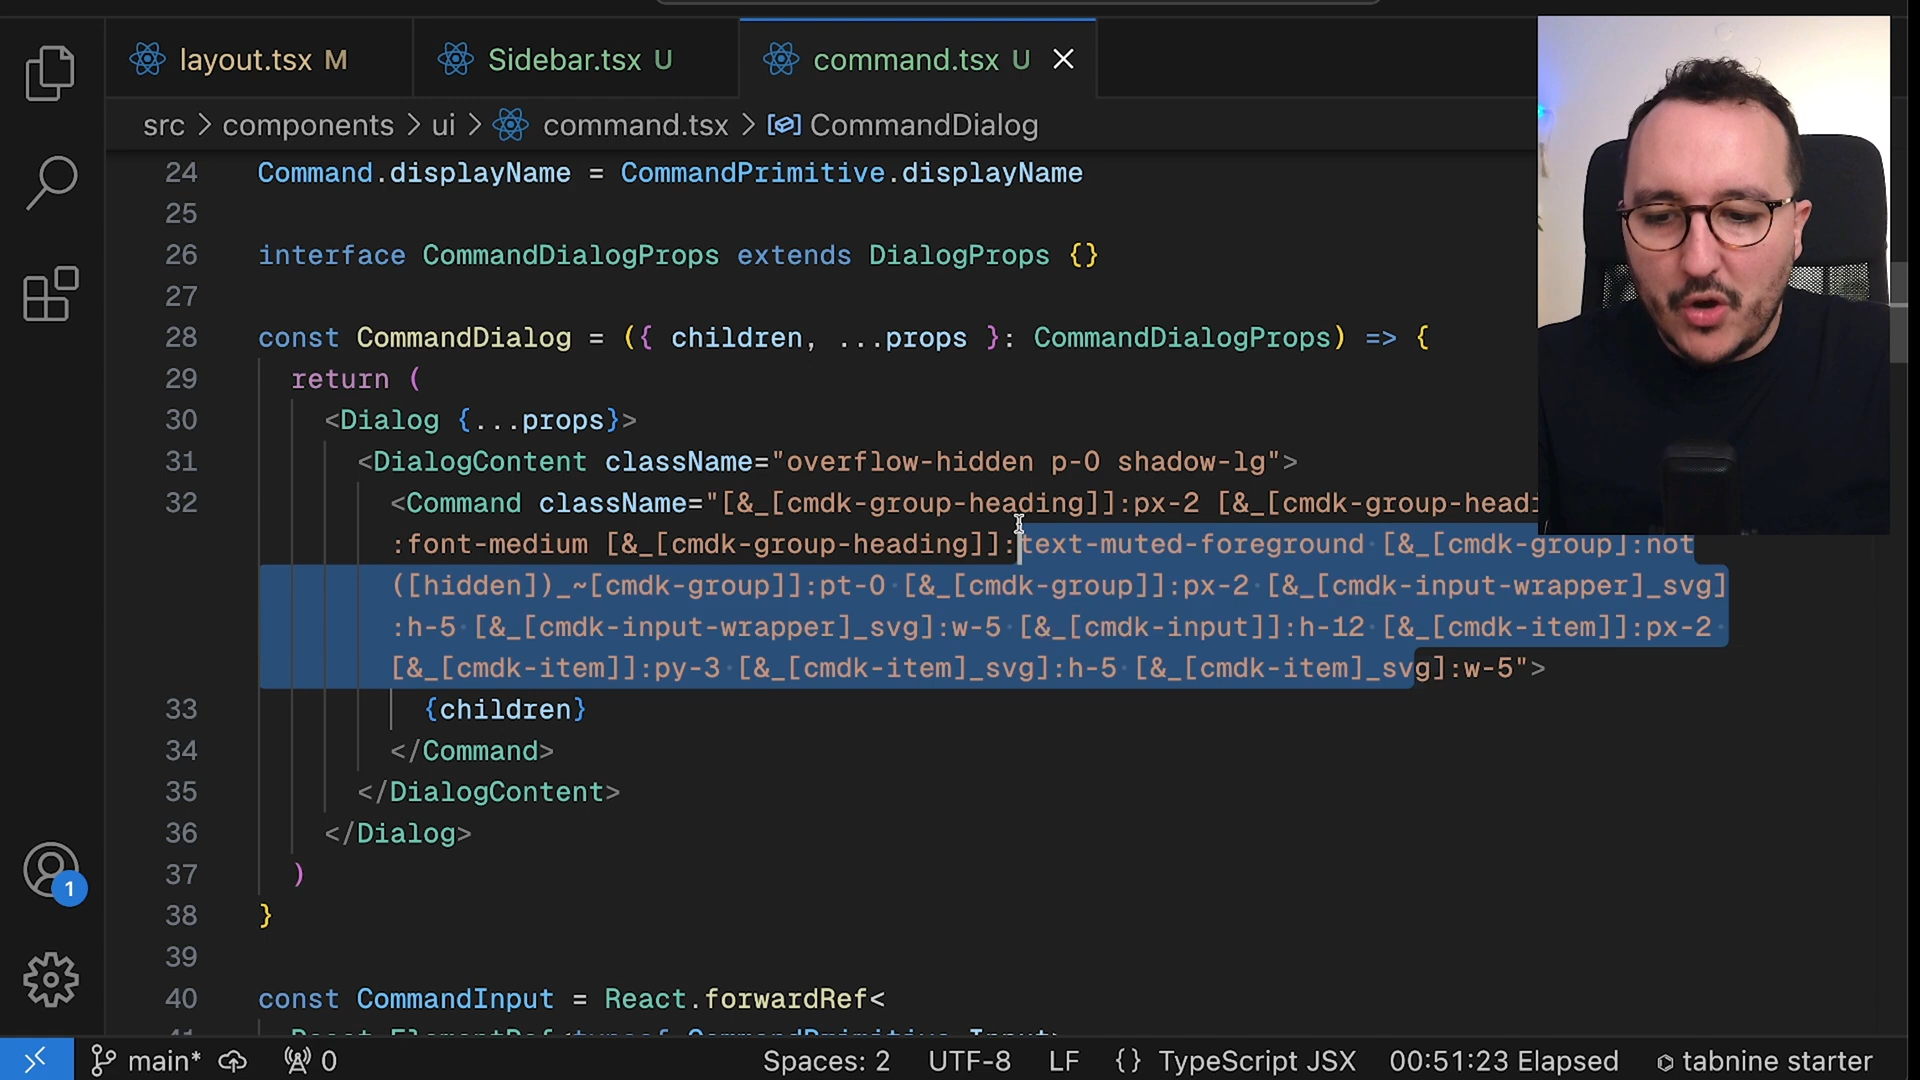 layout.tsx M
Sidebar.tsx U
command.tsx U
src > components > ui > command.tsx > CommandDialog
24 Command.displayName = CommandPrimitive.displayName
25
26 interface CommandDialogProps extends DialogProps {}
27
28 const CommandDialog = ({ children, ...props }: CommandDialogProps) => {
29 return (
30 <Dialog {...props}>
31 <DialogContent className="overflow-hidden p-0 shadow-lg">
32 <Command className="[&_[cmdk-group-heading]]:px-2 [&_[cmdk-group-headi
:font-medium [&_[cmdk-group-heading]]:text-muted-foreground [&_[cmdk-group]:not
([hidden])_~[cmdk-group]]:pt-0 [&_[cmdk-group]]:px-2 [&_[cmdk-input-wrapper]_svg]
:h-5 [&_[cmdk-input-wrapper]_svg]:w-5 [&_[cmdk-input]]:h-12 [&_[cmdk-item]]:px-2
[&_[cmdk-item]]:py-3 [&_[cmdk-item]_svg]:h-5 [&_[cmdk-item]_svg]:w-5">
33 {children}
34 </Command>
35 </DialogContent>
36 </Dialog>
37 )
38 }
39
40 const CommandInput = React.forwardRef<
41 React.ElementRef<typeof CommandPrimitive.Input>
1
main* 0 Spaces: 2 UTF-8 LF {} TypeScript JSX 00:51:23 Elapsed tabnine starter